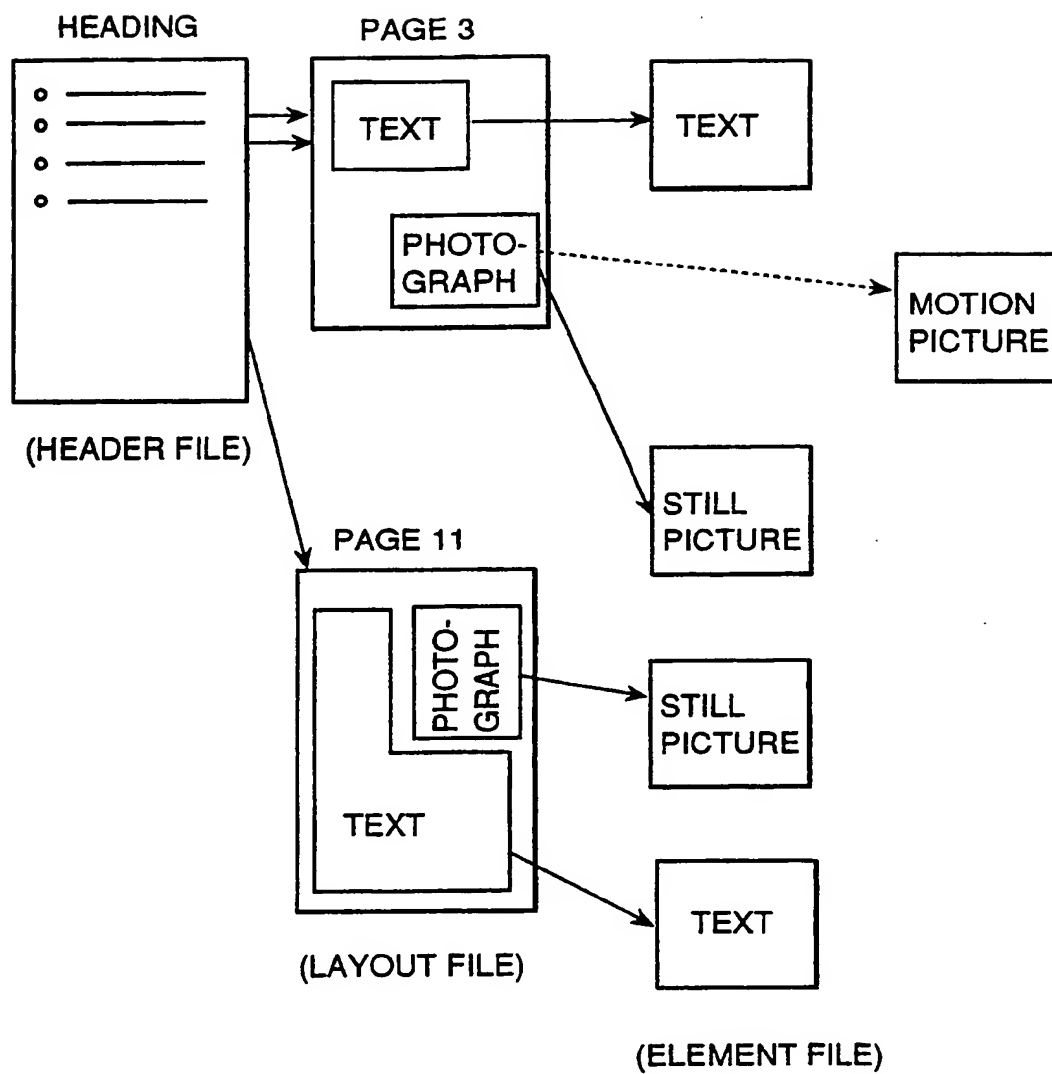 HEADING
PAGE 3
TEXT
TEXT
PHOTO-
GRAPH
MOTION
PICTURE
(HEADER FILE)
STILL
PICTURE
PAGE 11
PHOTO-
GRAPH
STILL
PICTURE
TEXT
TEXT
(LAYOUT FILE)
(ELEMENT FILE)